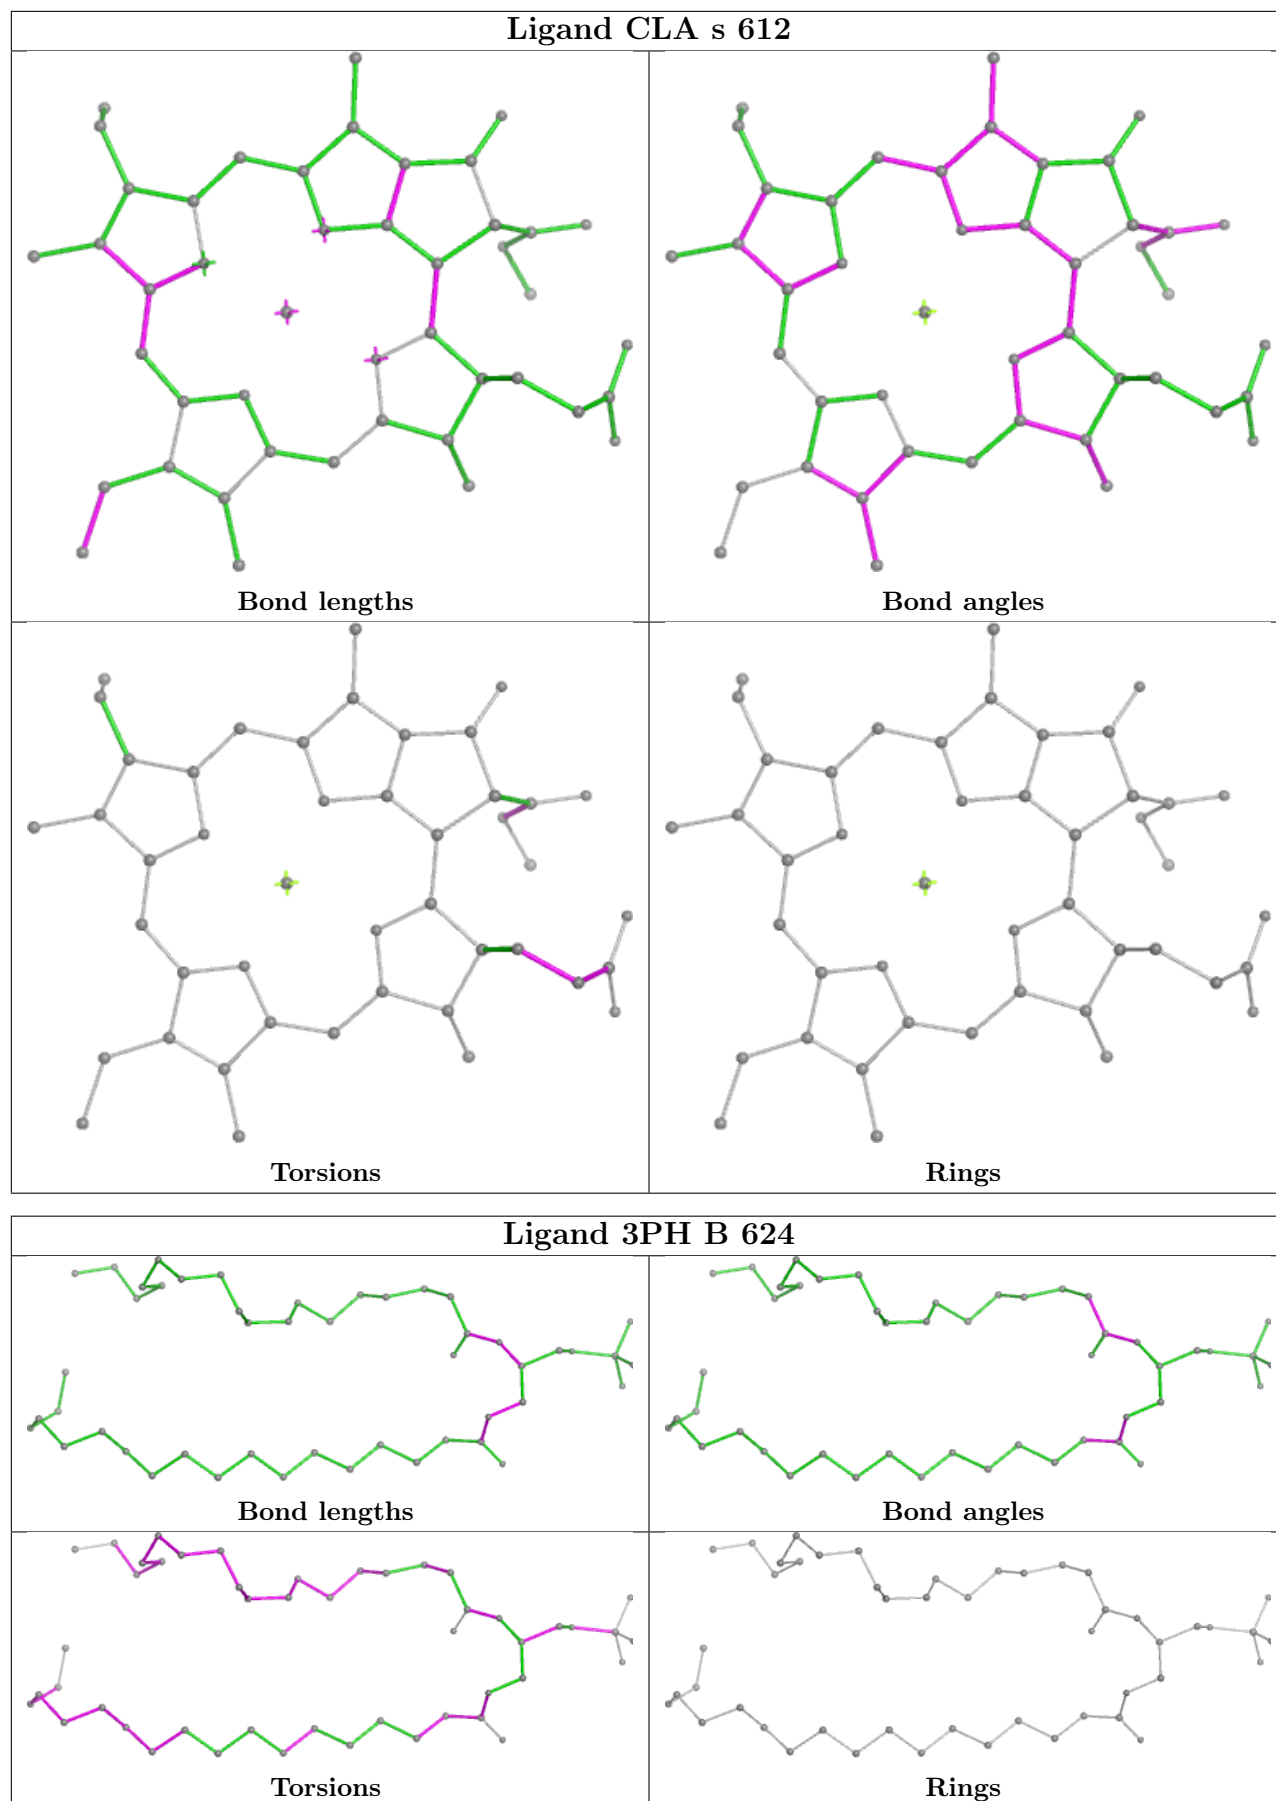 Ligand CLA s 612
Bond lengths
Bond angles
Torsions
Rings
Ligand 3PH B 624
Bond lengths
Bond angles
Torsions
Rings